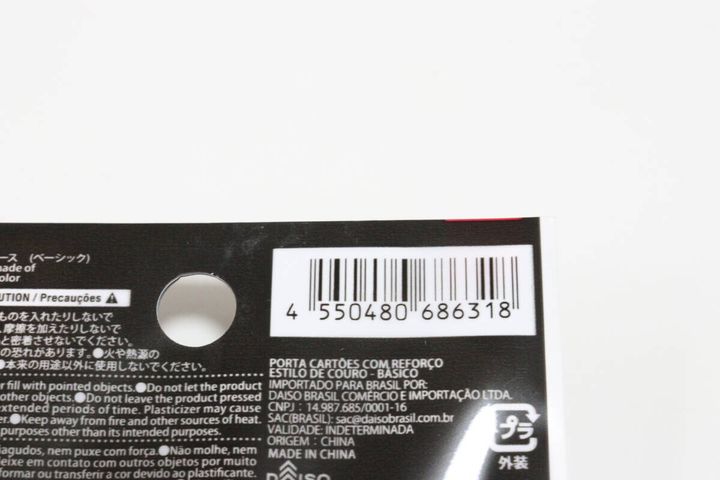 ース (ベーシック)
made of
color
UTION / Precauções
ものを入れたりしないで
摩擦を加えたりしないで
と密着させないでください。
の恐れがあります。●火や熱源の
●本来の用途以外に使用しないでください。
r fill with pointed objects.●Do not let the product
other objects.●Do not leave the product pressed
extended periods of time. Plasticizer may cause
er.●Keep away from fire and other sources of heat.
purposes other than its intended purposes.
iagudos, nem puxe com força.●Não molhe, nem
deixe em contato com outros objetos por muito
formar ou transferir a cor devido ao plastificante.
4 550480 686318
PORTA CARTÕES COM REFORÇO
ESTILO DE COURO - BÁSICO
IMPORTADO PARA BRASIL POR:
DAISO BRASIL COMÉRCIO E IMPORTAÇÃO LTDA.
CNPJ : 14.987.685/0001-16
SAC(BRASIL): sac@daisobrasil.com.br
VALIDADE: INDETERMINADA
ORIGEM : CHINA
MADE IN CHINA
DAISO
プラ
外装